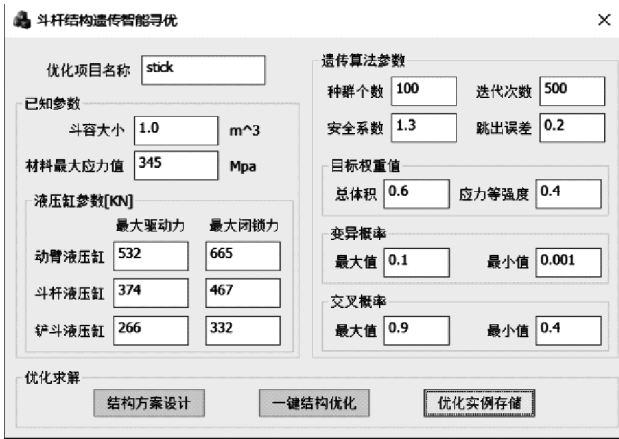 斗杆结构遗传智能寻优
优化项目名称 stick
已知参数
斗容大小 1.0 m^3
材料最大应力值 345 Mpa
液压缸参数[KN]
最大驱动力 最大闭锁力
动臂液压缸 532 665
斗杆液压缸 374 467
铲斗液压缸 266 332
遗传算法参数
种群个数 100 迭代次数 500
安全系数 1.3 跳出误差 0.2
目标权重值
总体积 0.6 应力等强度 0.4
变异概率
最大值 0.1 最小值 0.001
交叉概率
最大值 0.9 最小值 0.4
优化求解
结构方案设计 一键结构优化 优化实例存储